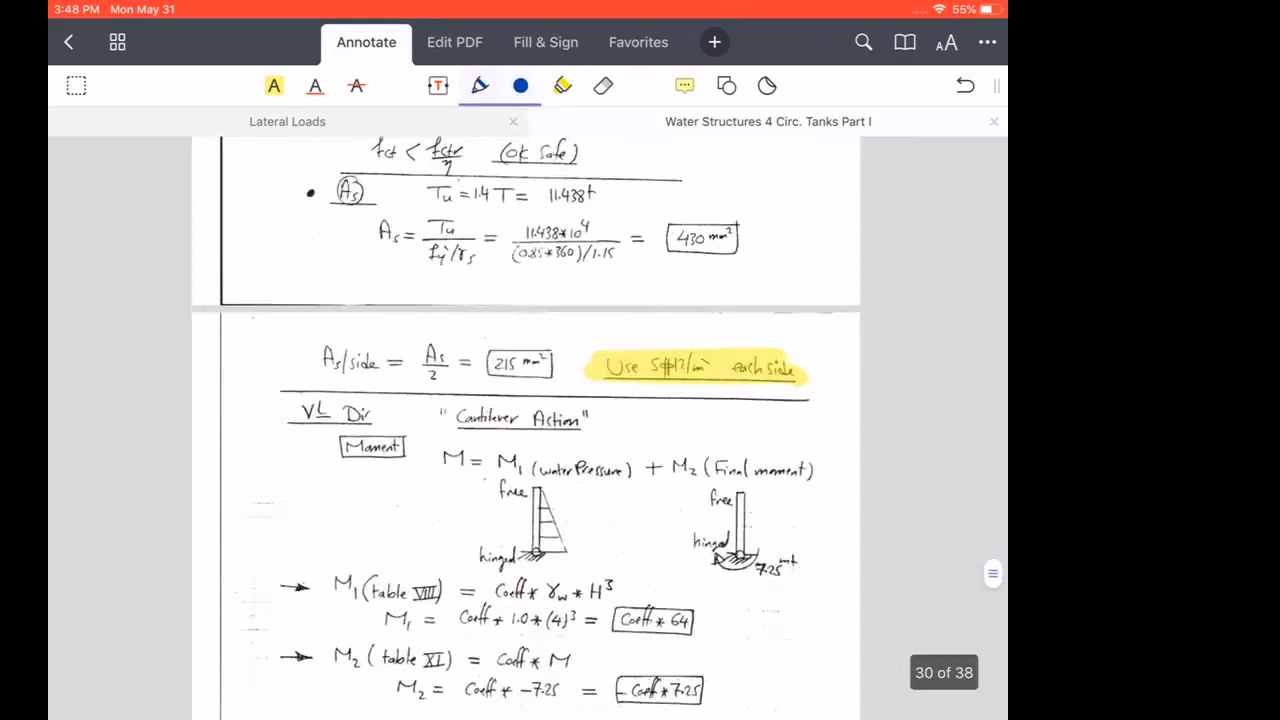 3:48 PM Mon May 31
55%
Annotate
Edit PDF
Fill & Sign
Favorites
Lateral Loads
Water Structures 4 Circ. Tanks Part I
fct < fctr/η (OK Safe)
• As Tu = 1.4 T = 11.438t
As = Tu / fy/γs = 11.438*10⁴ / (0.85*360)/1.15 = 430 mm²
As/side = As/2 = 215 mm² Use 5ϕ12/m each side
VL Dir "Cantilever Action"
Moment
M = M₁ (water Pressure) + M₂ (Final moment)
free free
hinged hinged 7.25 mt
→ M₁ (table VIII) = Coeff * γw * H³
M₁ = Coeff * 1.0 * (4)³ = Coeff * 64
→ M₂ (table XI) = Coeff * M
M₂ = Coeff * -7.25 = - Coeff * 7.25
30 of 38